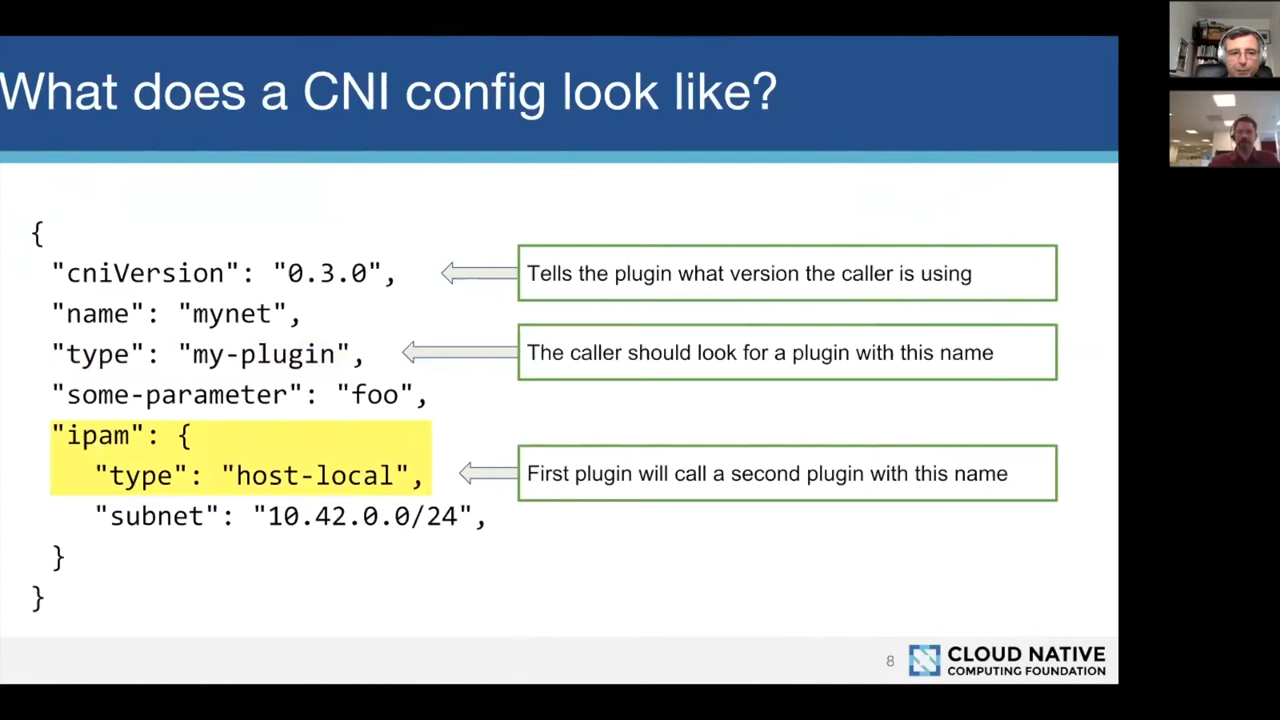 What does a CNI config look like?
{
"cniVersion": "0.3.0",
Tells the plugin what version the caller is using
"name": "mynet",
"type": "my-plugin",
The caller should look for a plugin with this name
"some-parameter": "foo",
"ipam": {
"type": "host-local",
First plugin will call a second plugin with this name
"subnet": "10.42.0.0/24",
}
}
8
CLOUD NATIVE
COMPUTING FOUNDATION